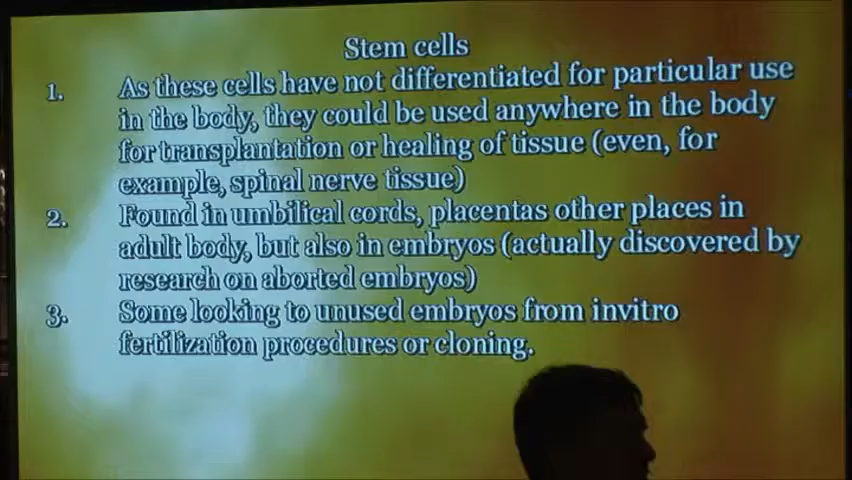 Stem cells
1. As these cells have not differentiated for particular use
in the body, they could be used anywhere in the body
for transplantation or healing of tissue (even, for
example, spinal nerve tissue)
2. Found in umbilical cords, placentas other places in
adult body, but also in embryos (actually discovered by
research on aborted embryos)
3. Some looking to unused embryos from invitro
fertilization procedures or cloning.